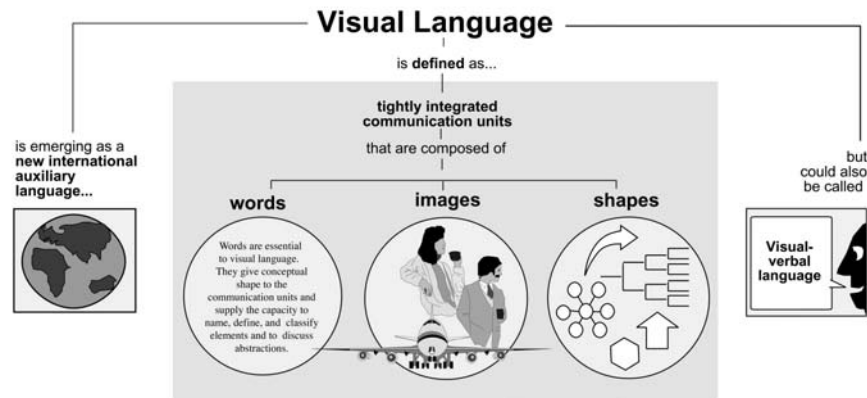 Visual Language
is defined as...
tightly integrated
communication units
that are composed of
is emerging as a
new international
auxiliary
language...
words
images
shapes
Words are essential
to visual language.
They give conceptual
shape to the
communication units and
supply the capacity to
name, define, and classify
elements and to discuss
abstractions.
but
could also
be called
Visual-
verbal
language